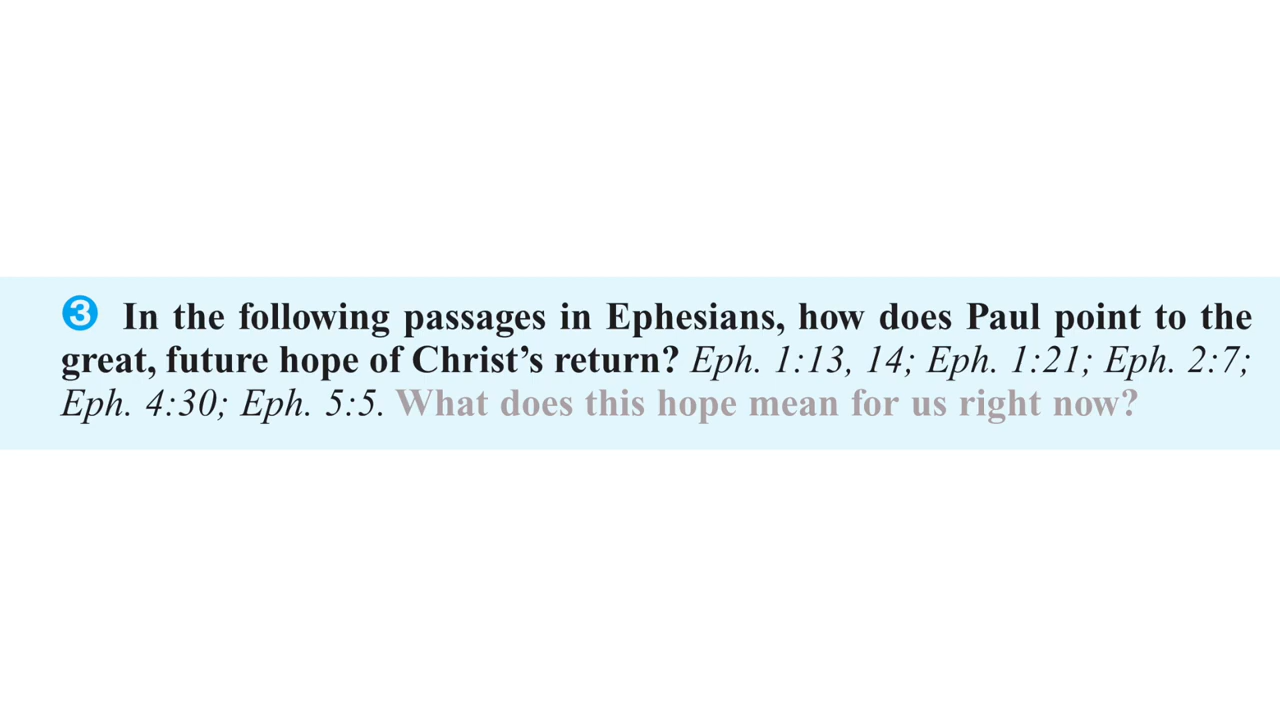 3 In the following passages in Ephesians, how does Paul point to the
great, future hope of Christ’s return? Eph. 1:13, 14; Eph. 1:21; Eph. 2:7;
Eph. 4:30; Eph. 5:5. What does this hope mean for us right now?